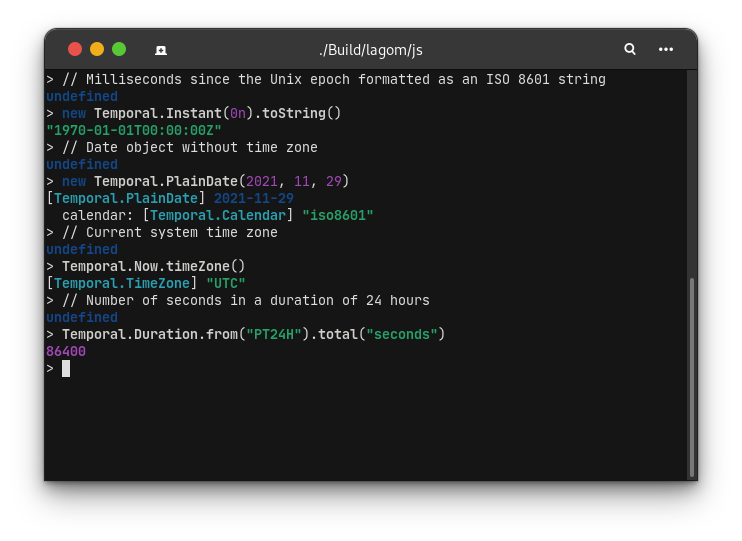 ./Build/lagom/js
> // Milliseconds since the Unix epoch formatted as an ISO 8601 string
undefined
> new Temporal.Instant(0n).toString()
"1970-01-01T00:00:00Z"
> // Date object without time zone
undefined
> new Temporal.PlainDate(2021, 11, 29)
[Temporal.PlainDate] 2021-11-29
  calendar: [Temporal.Calendar] "iso8601"
> // Current system time zone
undefined
> Temporal.Now.timeZone()
[Temporal.TimeZone] "UTC"
> // Number of seconds in a duration of 24 hours
undefined
> Temporal.Duration.from("PT24H").total("seconds")
86400
>